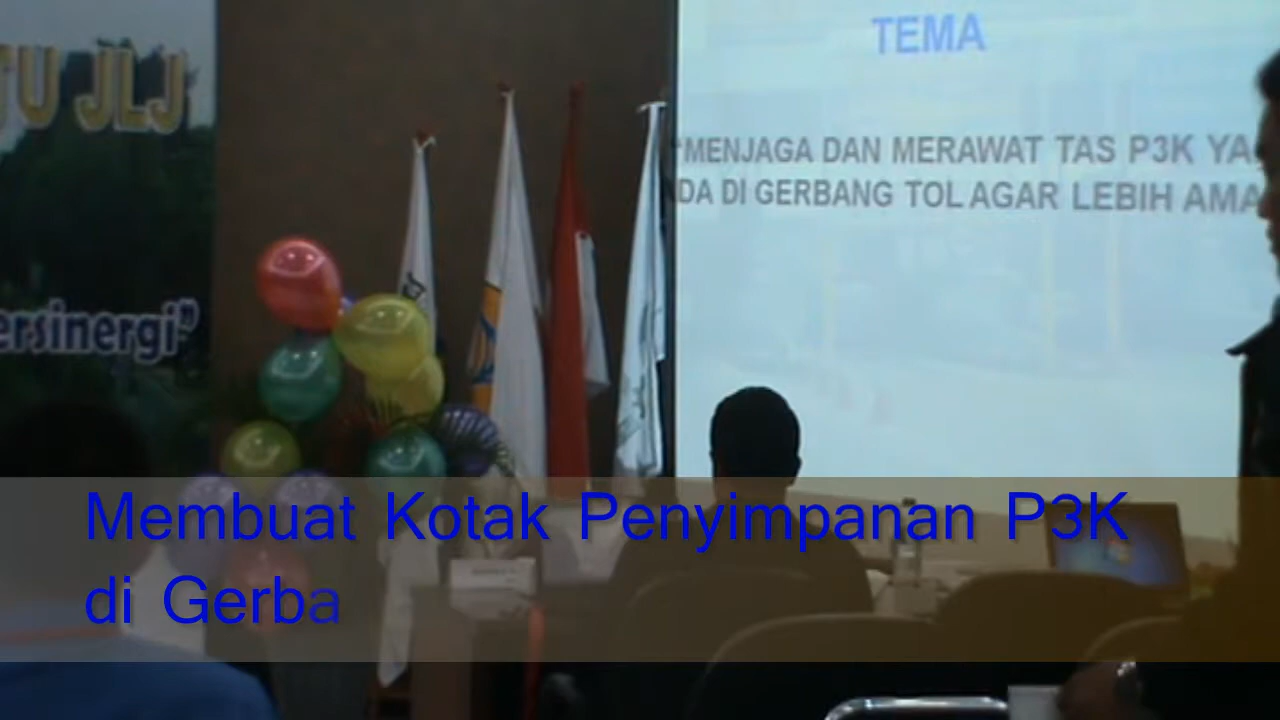 TU JLJ
TEMA
"MENJAGA DAN MERAWAT TAS P3K YA
DA DI GERBANG TOL AGAR LEBIH AMA
ersinergi"
Membuat Kotak Penyimpanan P3K
di Gerba